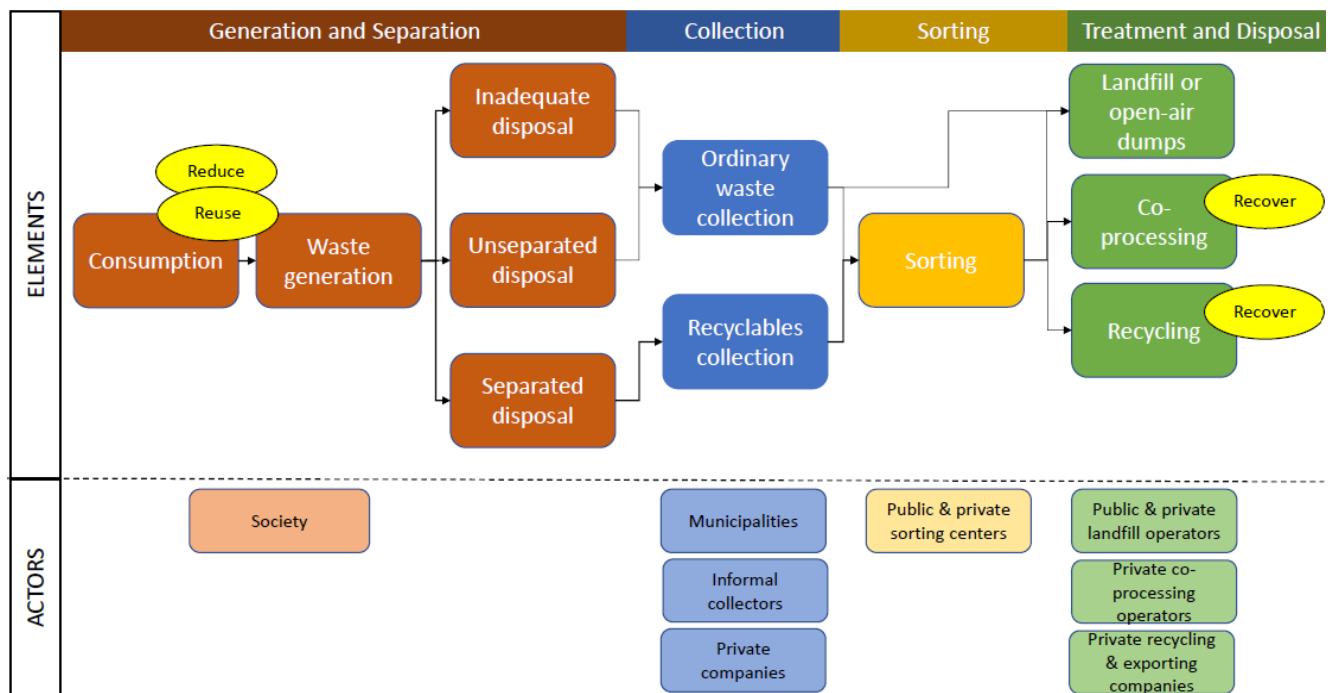 Generation and Separation
Collection
Sorting
Treatment and Disposal
ELEMENTS
Reduce
Reuse
Consumption
Waste
generation
Inadequate
disposal
Unseparated
disposal
Separated
disposal
Ordinary
waste
collection
Recyclables
collection
Sorting
Landfill or
open-air
dumps
Co-
processing
Recover
Recycling
Recover
ACTORS
Society
Municipalities
Informal
collectors
Private
companies
Public & private
sorting centers
Public & private
landfill operators
Private co-
processing
operators
Private recycling
& exporting
companies